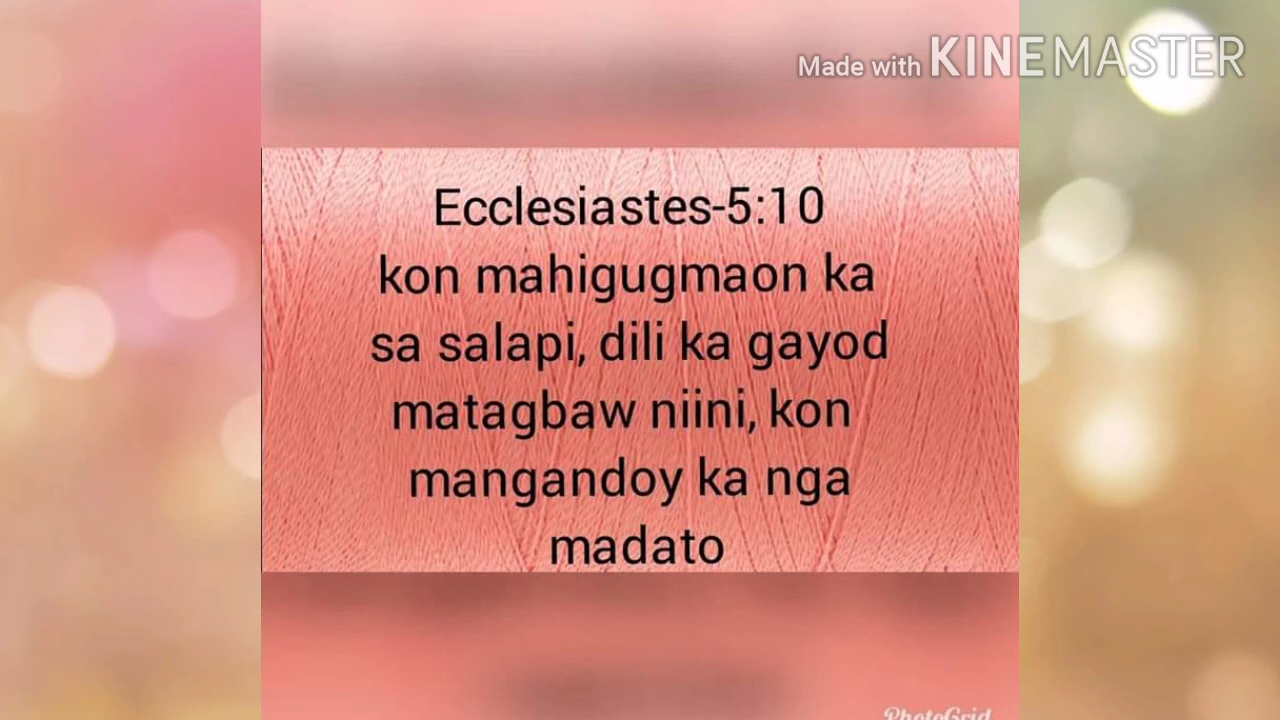 Made with KINEMASTER
Ecclesiastes-5:10
kon mahigugmaon ka
sa salapi, dili ka gayod
matagbaw niini, kon
mangandoy ka nga
madato
PhotoGrid